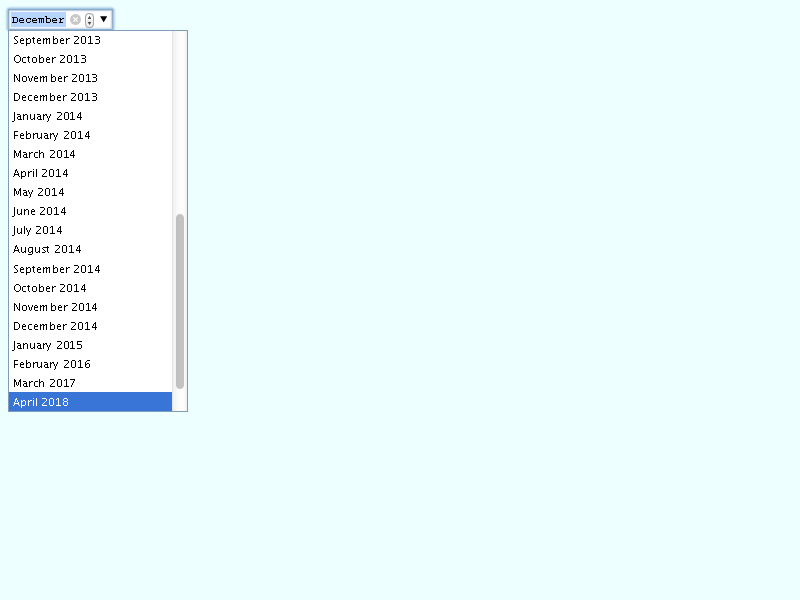 December
September 2013
October 2013
November 2013
December 2013
January 2014
February 2014
March 2014
April 2014
May 2014
June 2014
July 2014
August 2014
September 2014
October 2014
November 2014
December 2014
January 2015
February 2016
March 2017
April 2018